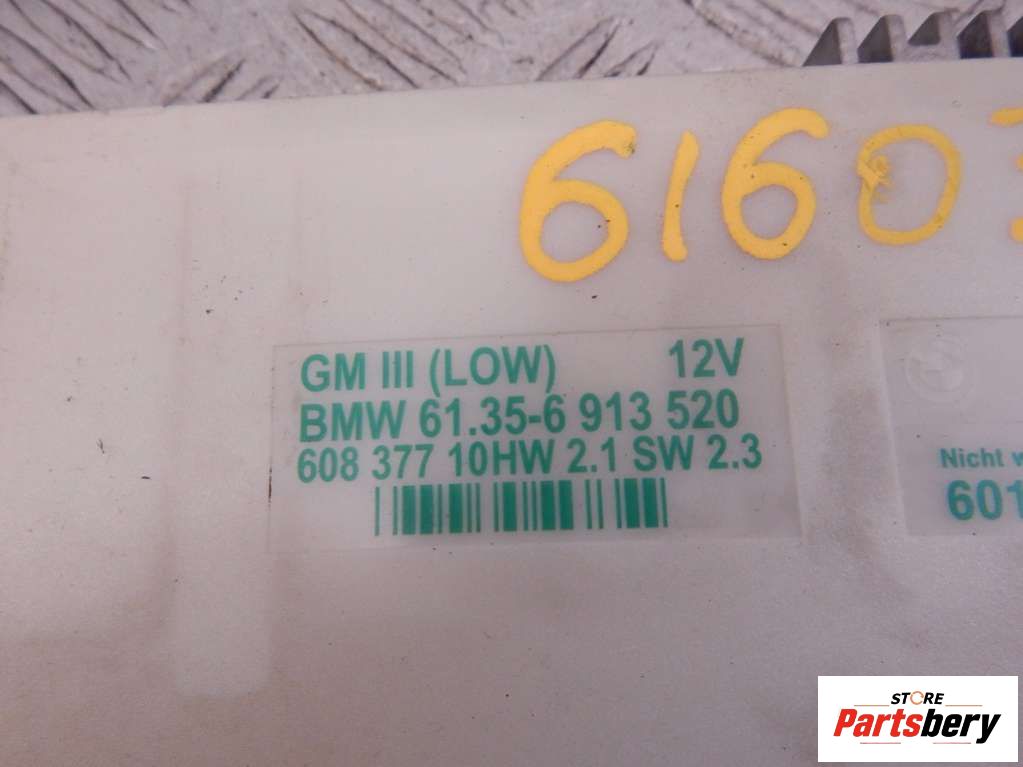 6160
GM III (LOW) 12V
BMW 61.35-6 913 520
608 377 10HW 2.1 SW 2.3
Nicht
601
STORE
Partsbery